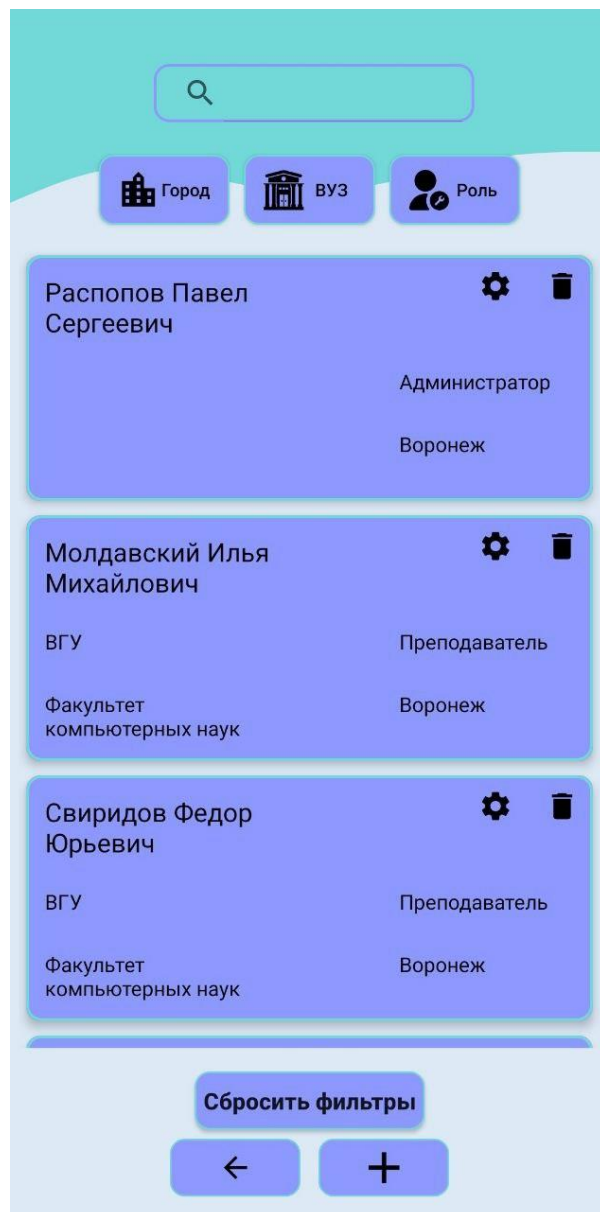 Город
ВУЗ
Роль
Распопов Павел
Сергеевич
Администратор
Воронеж
Молдавский Илья
Михайлович
ВГУ
Преподаватель
Факультет
компьютерных наук
Воронеж
Свиридов Федор
Юрьевич
ВГУ
Преподаватель
Факультет
компьютерных наук
Воронеж
Сбросить фильтры